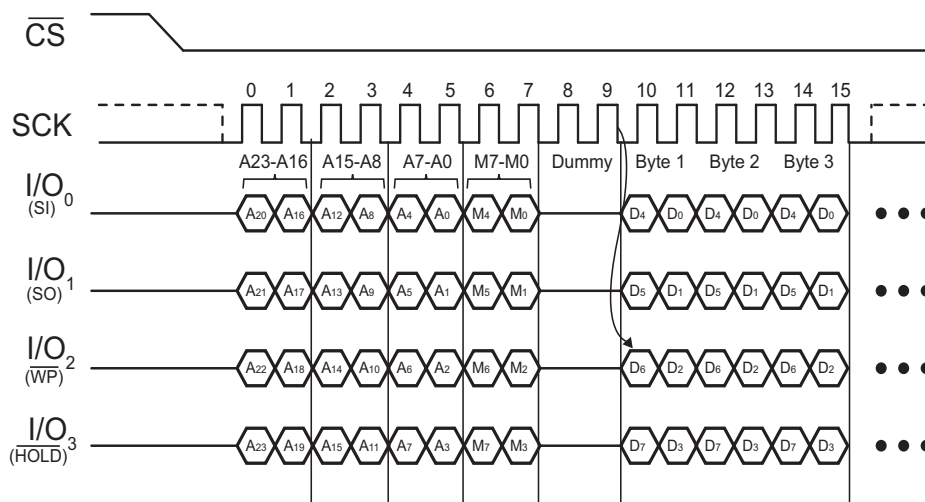 CS
0 1 2 3 4 5 6 7 8 9 10 11 12 13 14 15
SCK
A23-A16 A15-A8 A7-A0 M7-M0 Dummy Byte 1 Byte 2 Byte 3
I/O0
(SI)
A20 A16 A12 A8 A4 A0 M4 M0 D4 D0 D4 D0 D4 D0
I/O1
(SO)
A21 A17 A13 A9 A5 A1 M5 M1 D5 D1 D5 D1 D5 D1
I/O2
(WP)
A22 A18 A14 A10 A6 A2 M6 M2 D6 D2 D6 D2 D6 D2
I/O3
(HOLD)
A23 A19 A15 A11 A7 A3 M7 M3 D7 D3 D7 D3 D7 D3